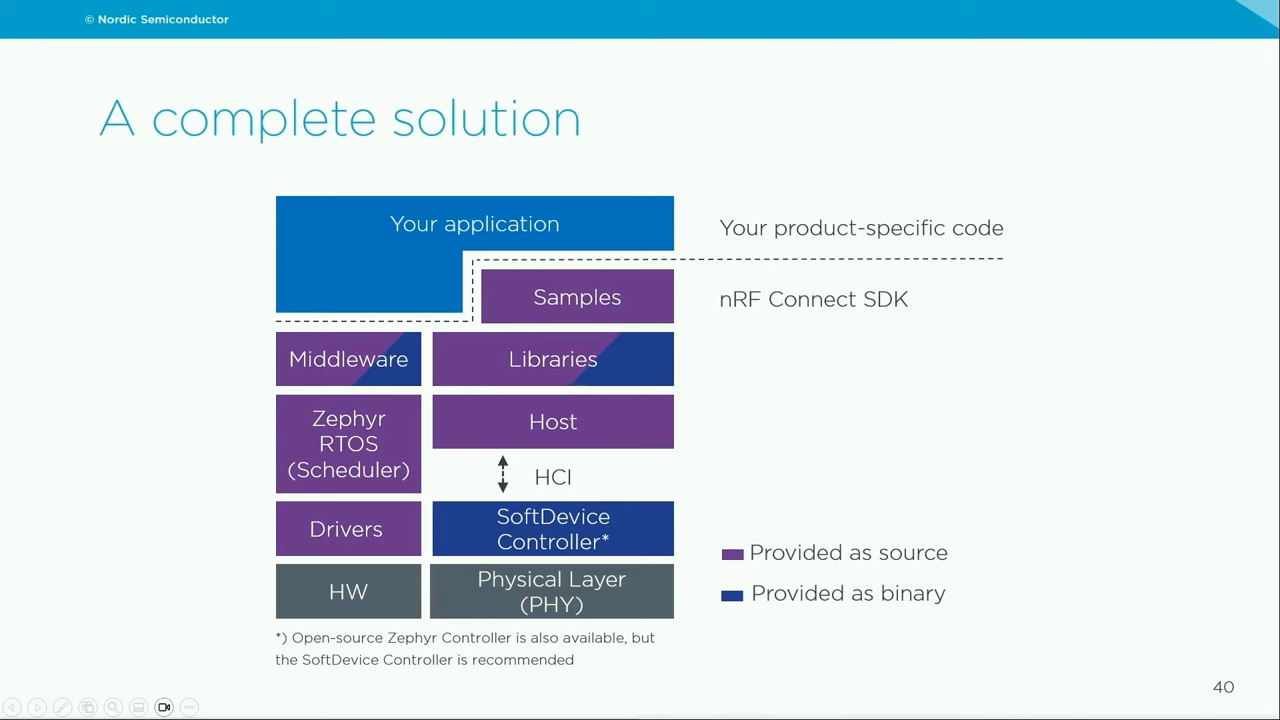 © Nordic Semiconductor
A complete solution
Your application
Your product-specific code
Samples
nRF Connect SDK
Middleware
Libraries
Zephyr
RTOS
(Scheduler)
Host
HCI
Drivers
SoftDevice
Controller*
HW
Physical Layer
(PHY)
Provided as source
Provided as binary
*) Open-source Zephyr Controller is also available, but
the SoftDevice Controller is recommended
40